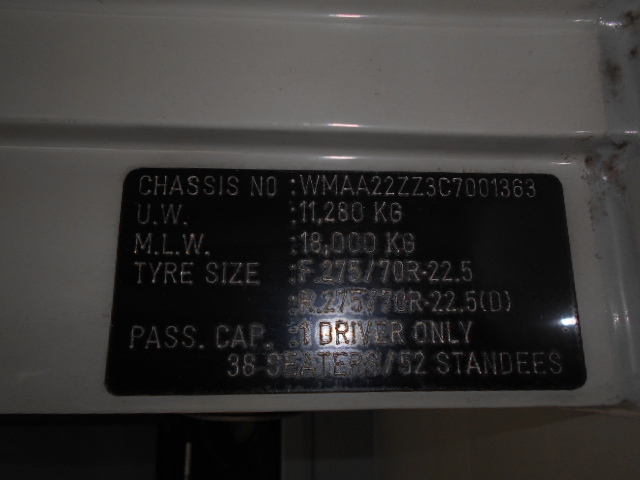 CHASSIS NO :WMAA22ZZ3C7001363
U.W. :11,280 KG
M.L.W. :18,000 KG
TYRE SIZE :F.275/70R-22.5
:R.275/70R-22.5(D)
PASS. CAP. :1 DRIVER ONLY
38 SEATERS/52 STANDEES